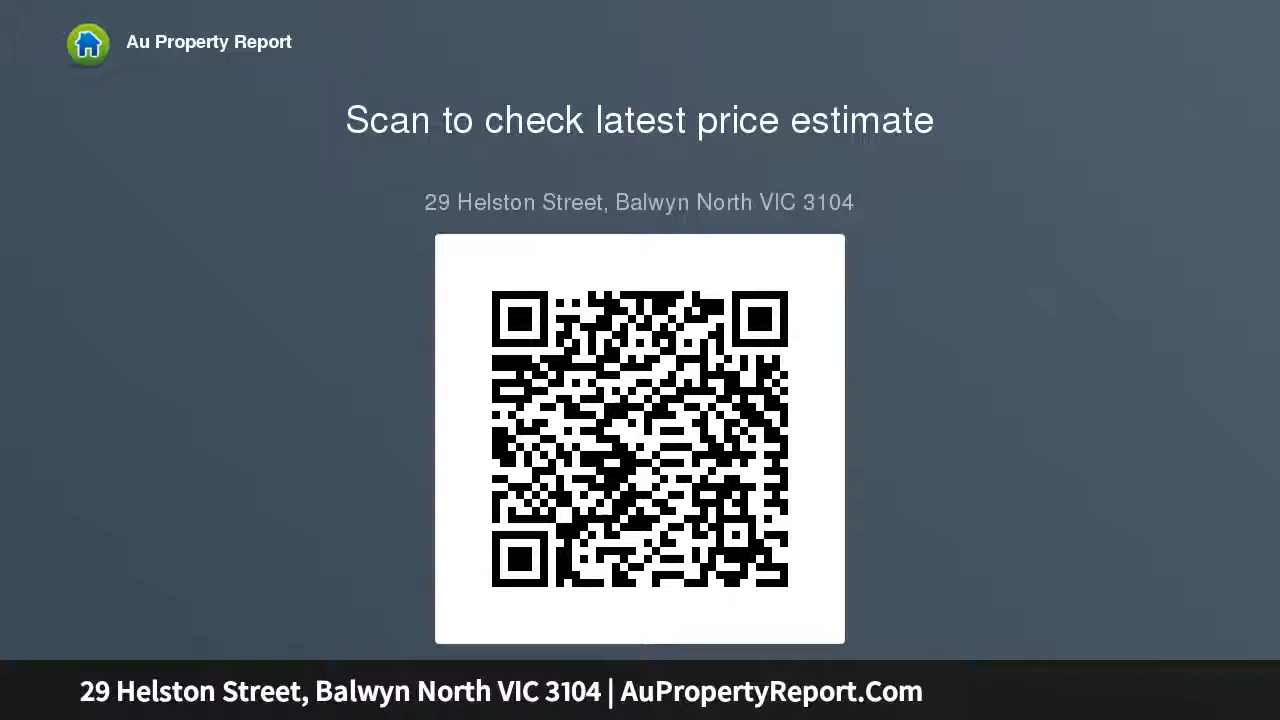 Au Property Report
Scan to check latest price estimate
29 Helston Street, Balwyn North VIC 3104
29 Helston Street, Balwyn North VIC 3104 | AuPropertyReport.Com